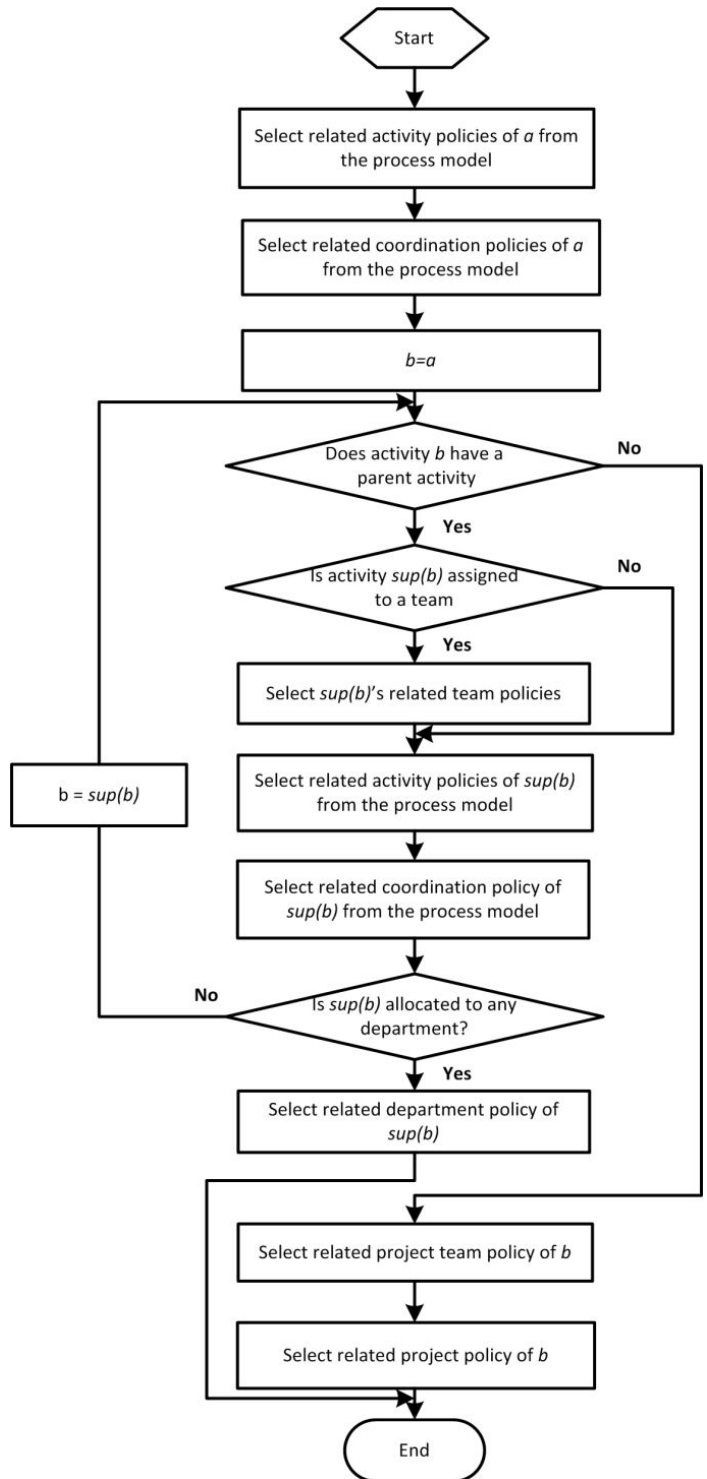 Start
Select related activity policies of a from
the process model
Select related coordination policies of a
from the process model
b=a
Does activity b have a
parent activity
No
Yes
Is activity sup(b) assigned
to a team
No
Yes
Select sup(b)’s related team policies
b = sup(b)
Select related activity policies of sup(b)
from the process model
Select related coordination policy of
sup(b) from the process model
No
Is sup(b) allocated to any
department?
Yes
Select related department policy of
sup(b)
Select related project team policy of b
Select related project policy of b
End